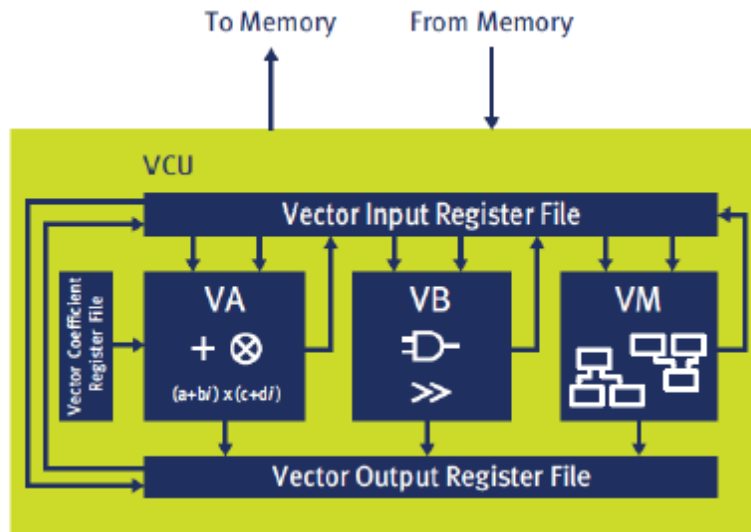 To Memory
From Memory
VCU
Vector Input Register File
Vector Coefficient
Register File
VA
+ ⊗
(a+bi) x (c+di)
VB
>>
VM
Vector Output Register File